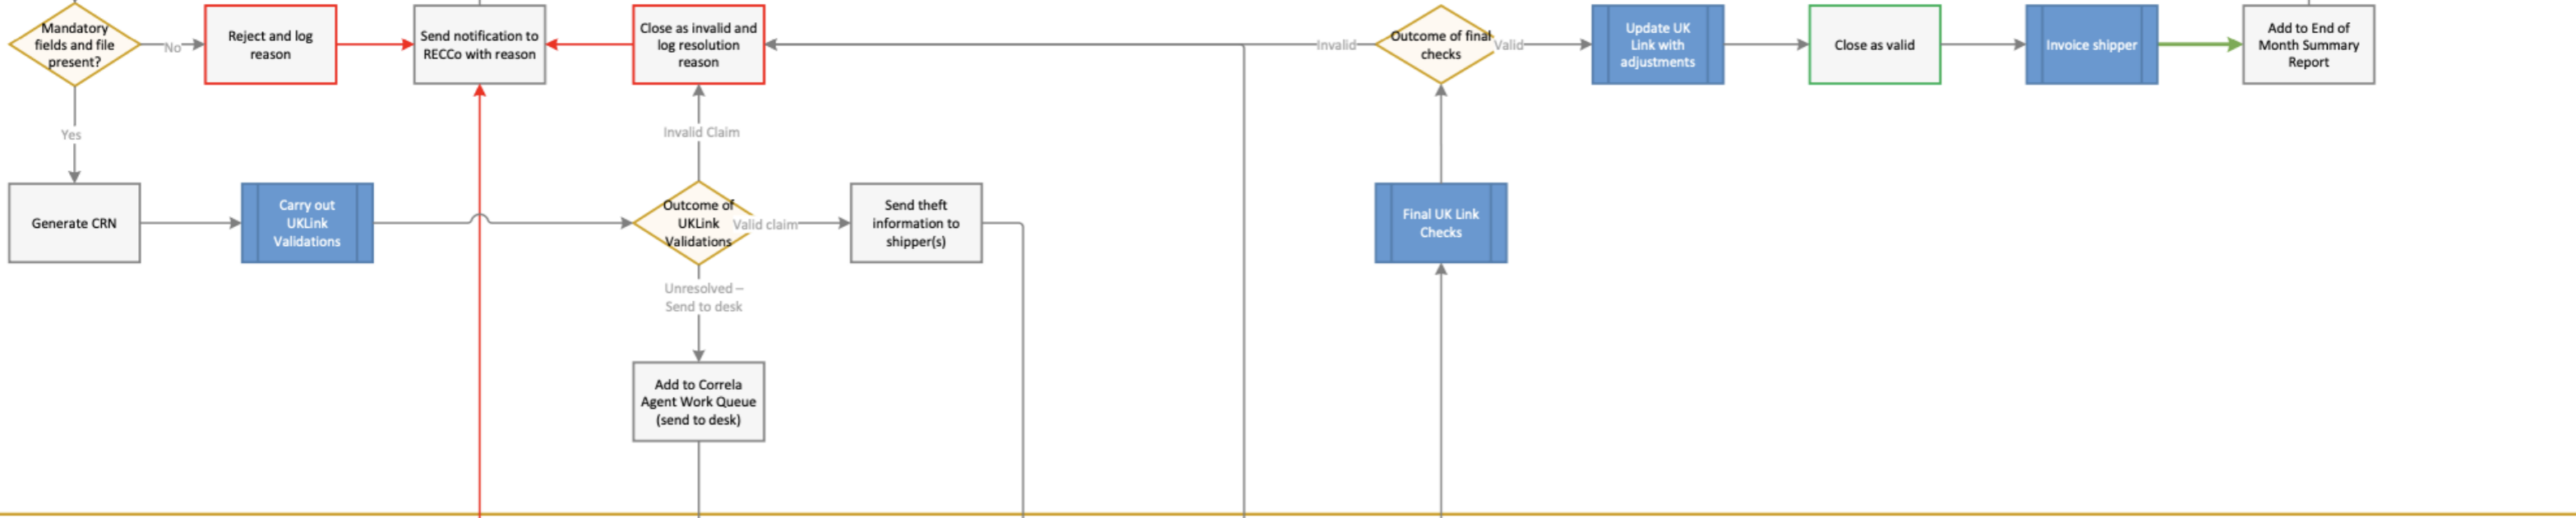 Mandatory
fields and file
present?
No
Reject and log
reason
Send notification to
RECCo with reason
Close as invalid and
log resolution
reason
Invalid
Outcome of final
checks
Valid
Update UK
Link with
adjustments
Close as valid
Invoice shipper
Add to End of
Month Summary
Report
Yes
Invalid Claim
Generate CRN
Carry out
UKLink
Validations
Outcome of
UKLink
Validations
Valid claim
Send theft
information to
shipper(s)
Final UK Link
Checks
Unresolved –
Send to desk
Add to Correla
Agent Work Queue
(send to desk)